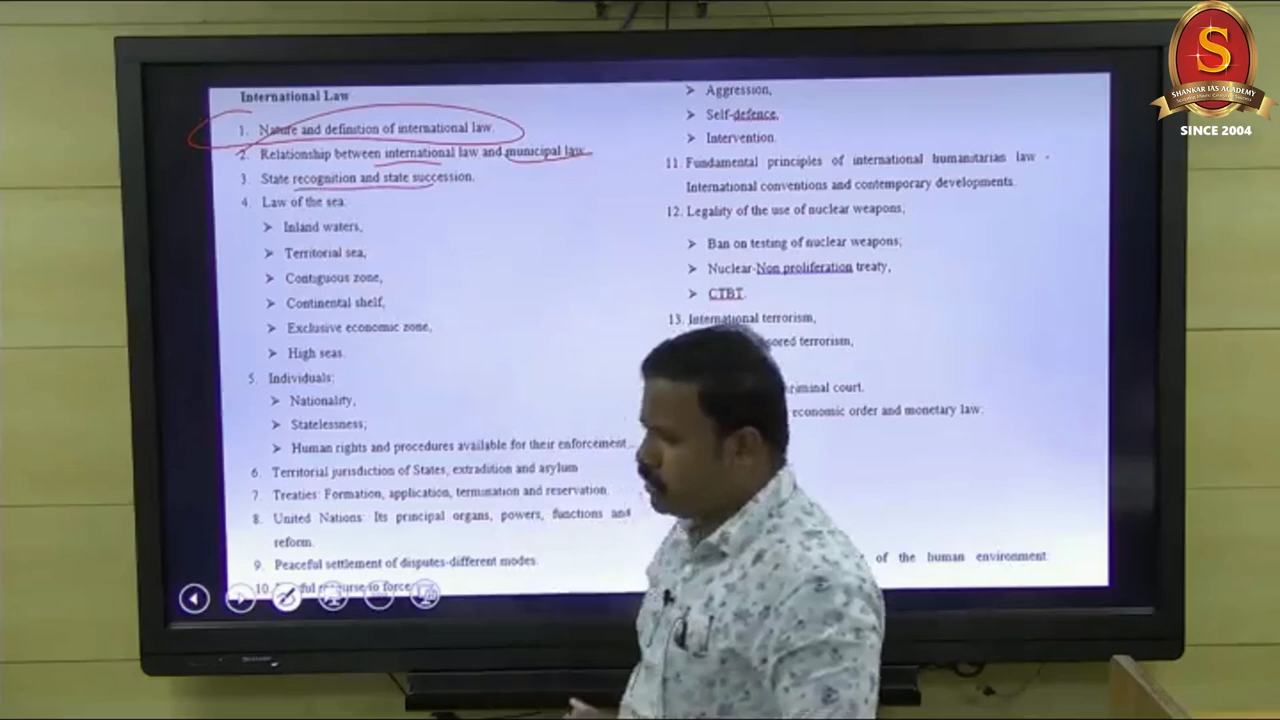 International Law
1. Nature and definition of international law.
2. Relationship between international law and municipal law.
3. State recognition and state succession.
4. Law of the sea:
➤ Inland waters,
➤ Territorial sea,
➤ Contiguous zone,
➤ Continental shelf,
➤ Exclusive economic zone,
➤ High seas.
5. Individuals:
➤ Nationality,
➤ Statelessness;
➤ Human rights and procedures available for their enforcement.
6. Territorial jurisdiction of States, extradition and asylum
7. Treaties: Formation, application, termination and reservation.
8. United Nations: Its principal organs, powers, functions and
reform.
9. Peaceful settlement of disputes-different modes.
10. to force
➤ Aggression,
➤ Self-defence,
➤ Intervention.
11. Fundamental principles of international humanitarian law -
International conventions and contemporary developments.
12. Legality of the use of nuclear weapons;
➤ Ban on testing of nuclear weapons;
➤ Nuclear-Non proliferation treaty,
➤ CTBT.
13. International terrorism,
terrorism,
criminal court.
economic order and monetary law:
of the human environment:
S
SHANKAR IAS ACADEMY
SINCE 2004